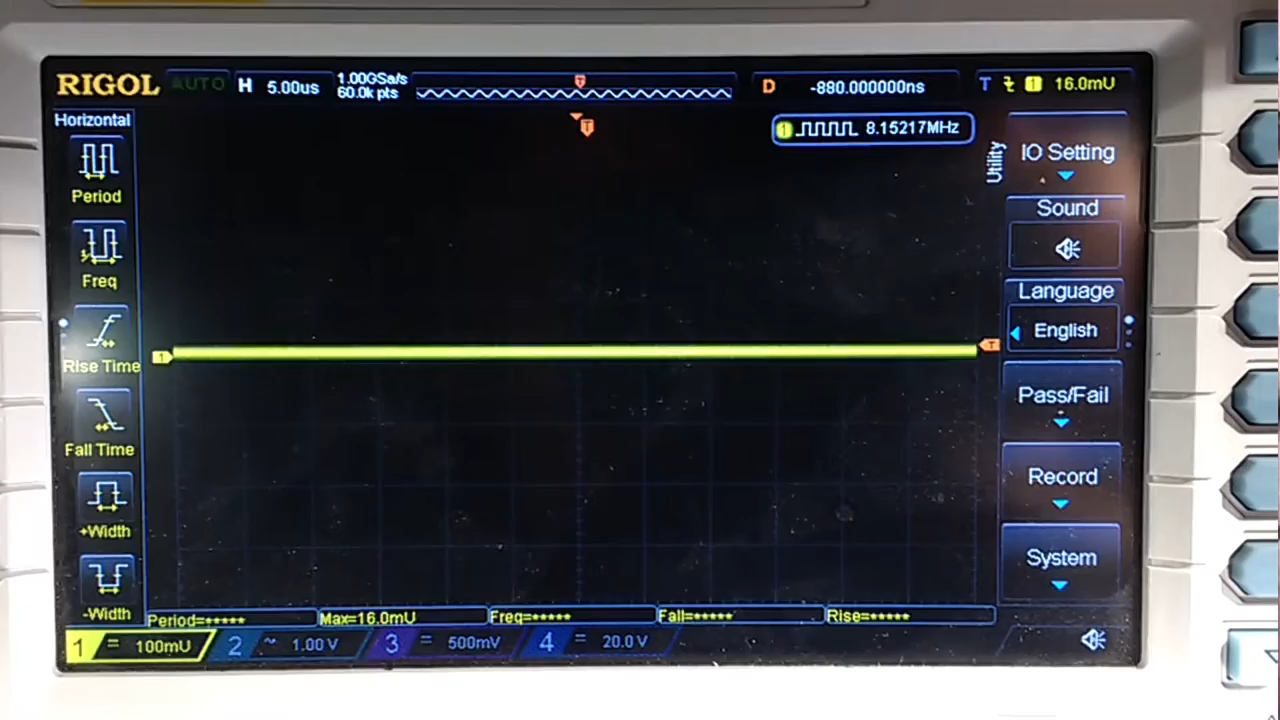 RIGOL AUTO H 5.00us 1.00GSa/s D -880.000000ns T 1 16.0mU
60.0k pts
T
Horizontal
T
1 8.15217MHz
Utility
IO Setting
Period
Sound
Freq
Language
English
Rise Time
1
T
Pass/Fail
Fall Time
Record
+Width
System
-Width
Period=***** Max=16.0mU Freq=***** Fall=***** Rise=*****
1 = 100mU 2 ~ 1.00 V 3 = 500mV 4 = 20.0 V